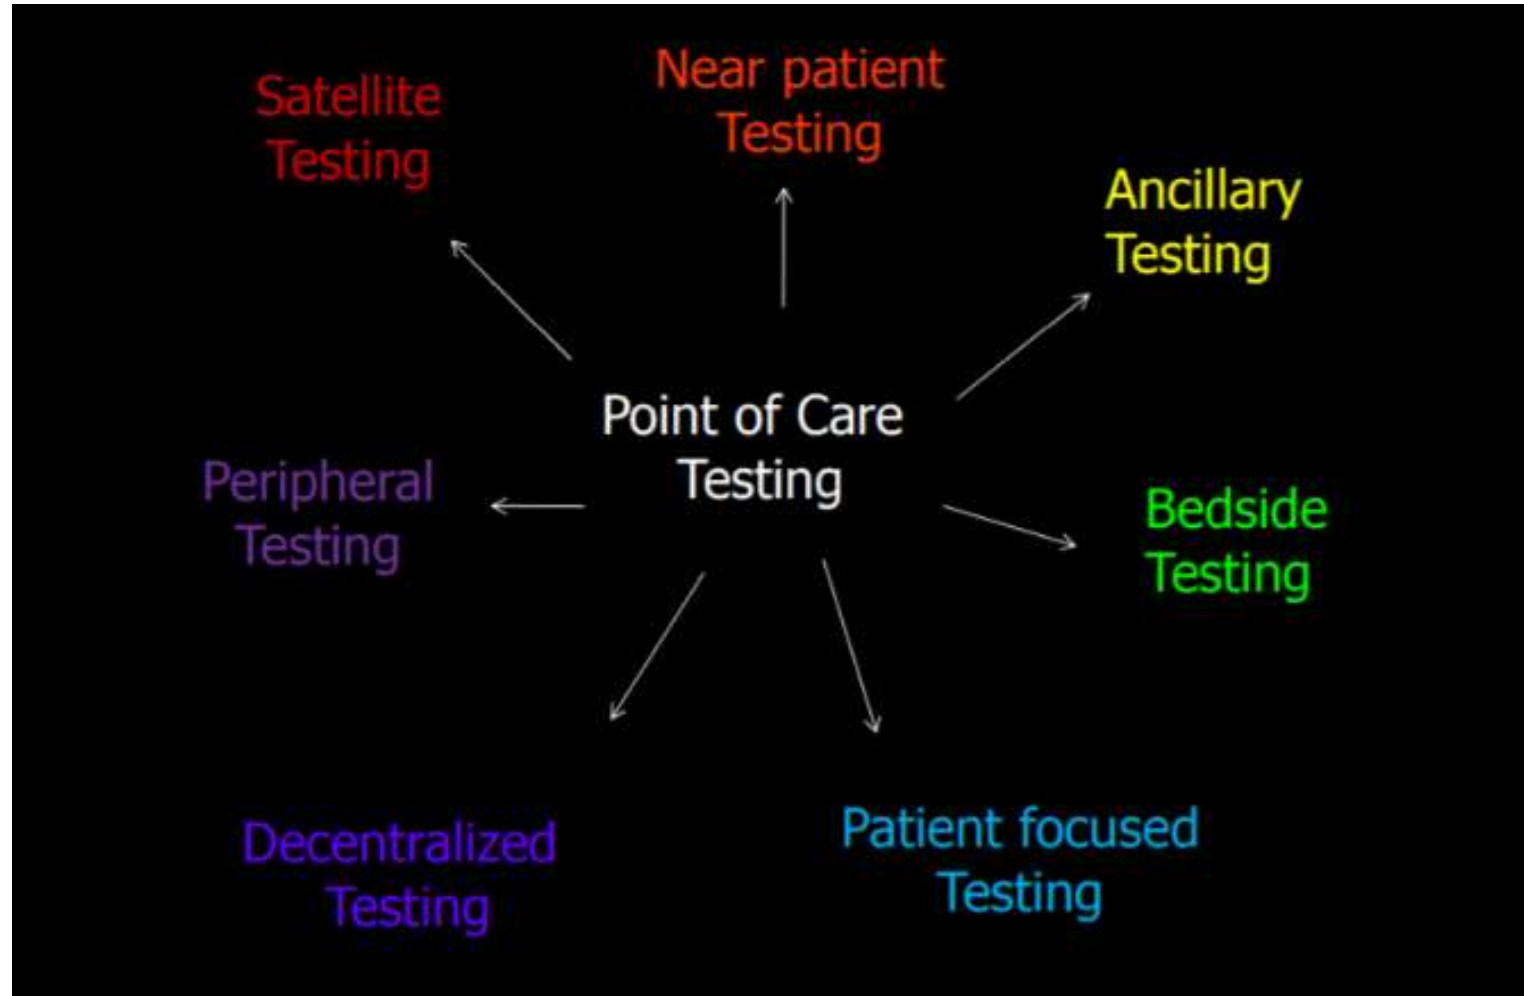 Near patient
Testing
Satellite
Testing
Ancillary
Testing
Point of Care
Testing
Peripheral
Testing
Bedside
Testing
Decentralized
Testing
Patient focused
Testing